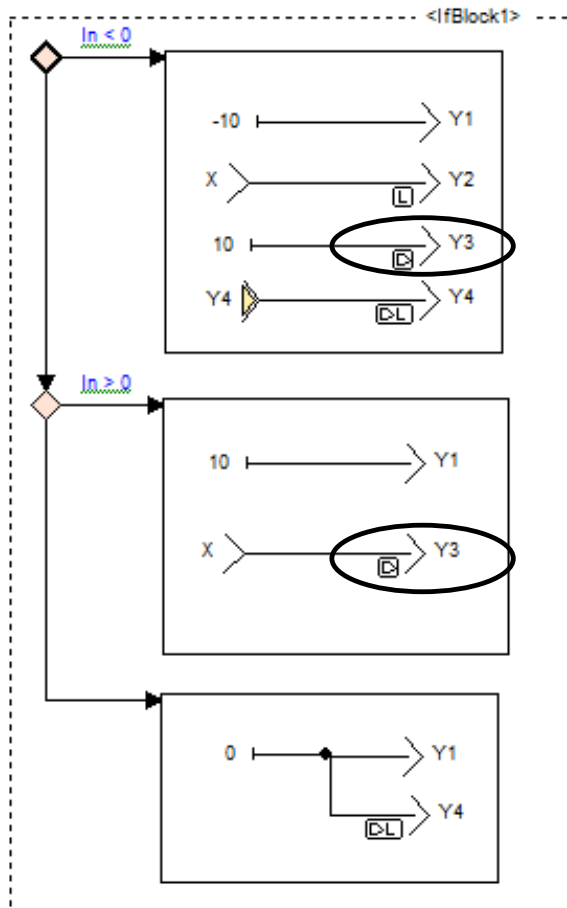 <IfBlock1>
In < 0
-10 Y1
X Y2
L
10 Y3
D
Y4 Y4
DL
In > 0
10 Y1
X Y3
D
0 Y1
Y4
DL